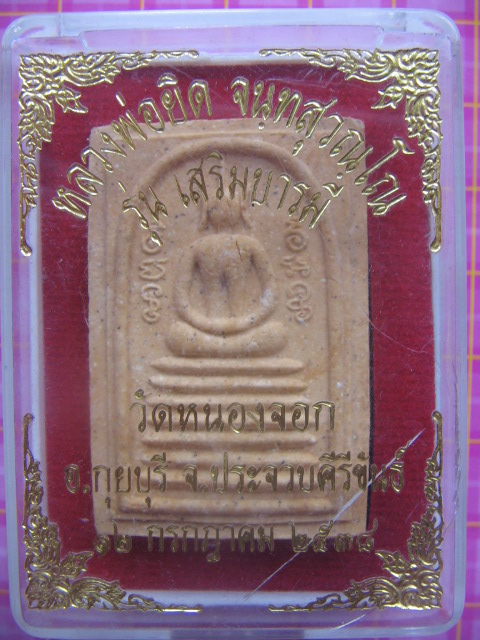 หลวงพ่อยิด จนฺทสุวณฺโณ
รุ่น เสริมบารมี
วัดหนองจอก
อ.กุยบุรี จ.ประจวบคีรีขันธ์
๑๒ กรกฎาคม ๒๕๓๘